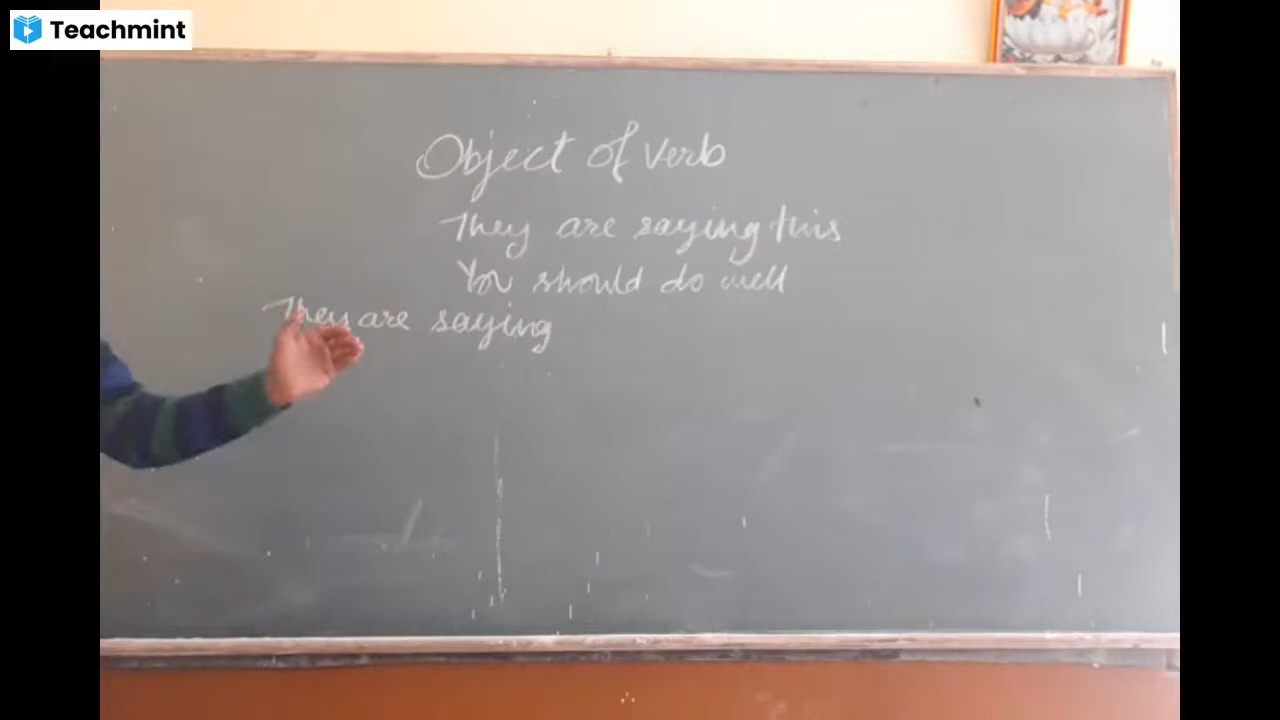 Teachmint
Object of verb
They are saying this
You should do well
They are saying